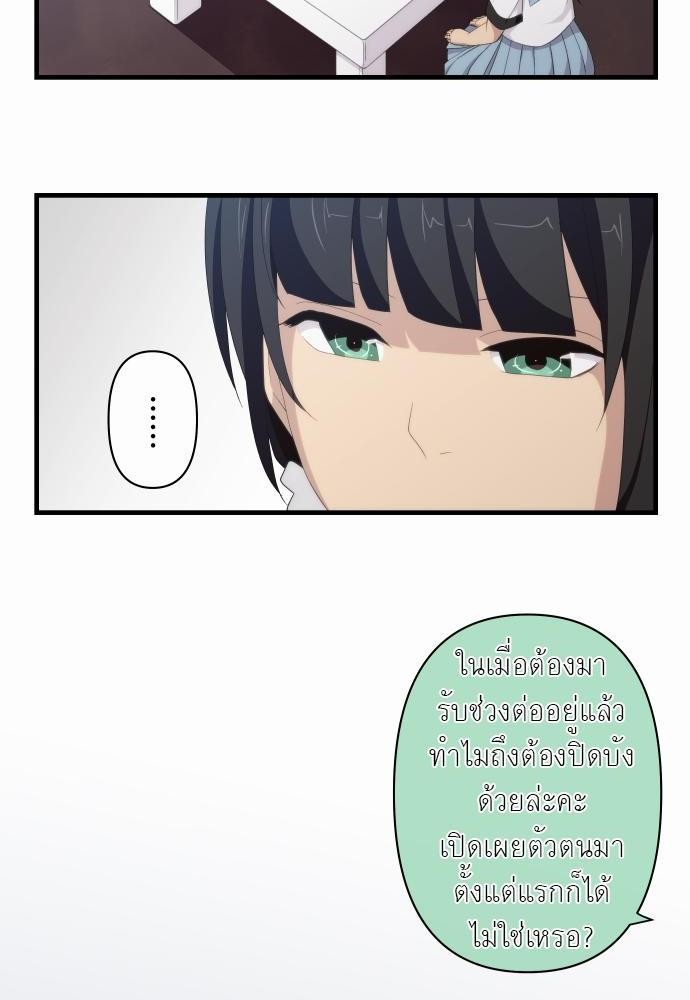 ......
ในเมื่อต้องมา
รับช่วงต่ออยู่แล้ว
ทำไมถึงต้องปิดบัง
ด้วยล่ะคะ
เปิดเผยตัวตนมา
ตั้งแต่แรกก็ได้
ไม่ใช่เหรอ?